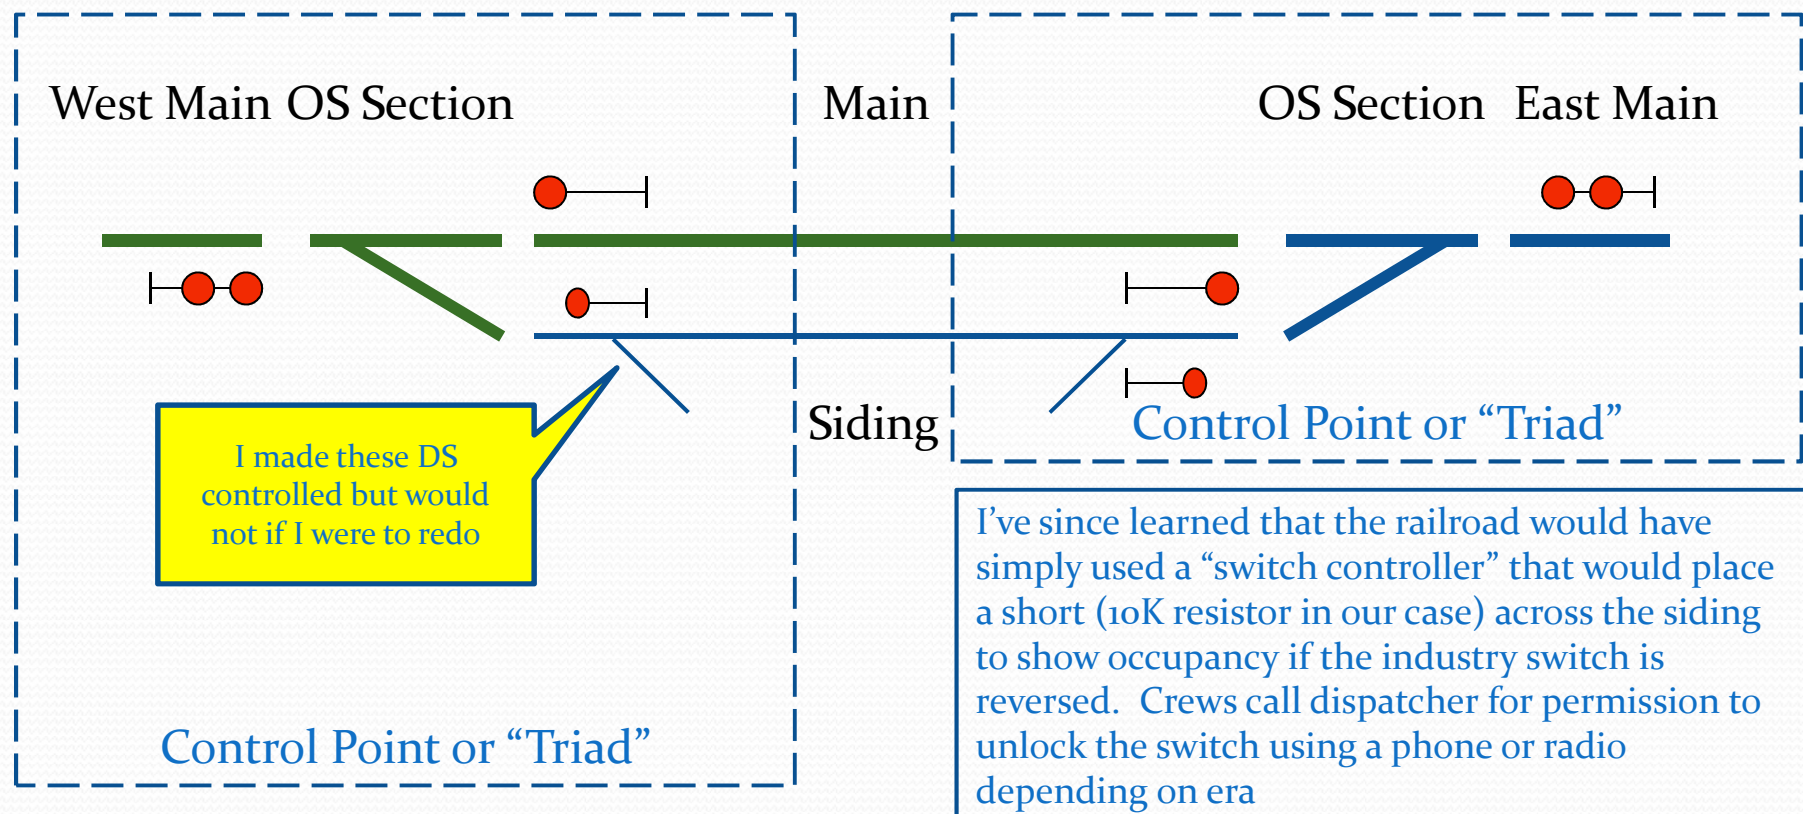 West Main OS Section
Main
OS Section East Main
Siding
Control Point or “Triad”
I made these DS
controlled but would
not if I were to redo
I’ve since learned that the railroad would have
simply used a “switch controller” that would place
a short (10K resistor in our case) across the siding
to show occupancy if the industry switch is
reversed.  Crews call dispatcher for permission to
unlock the switch using a phone or radio
depending on era
Control Point or “Triad”